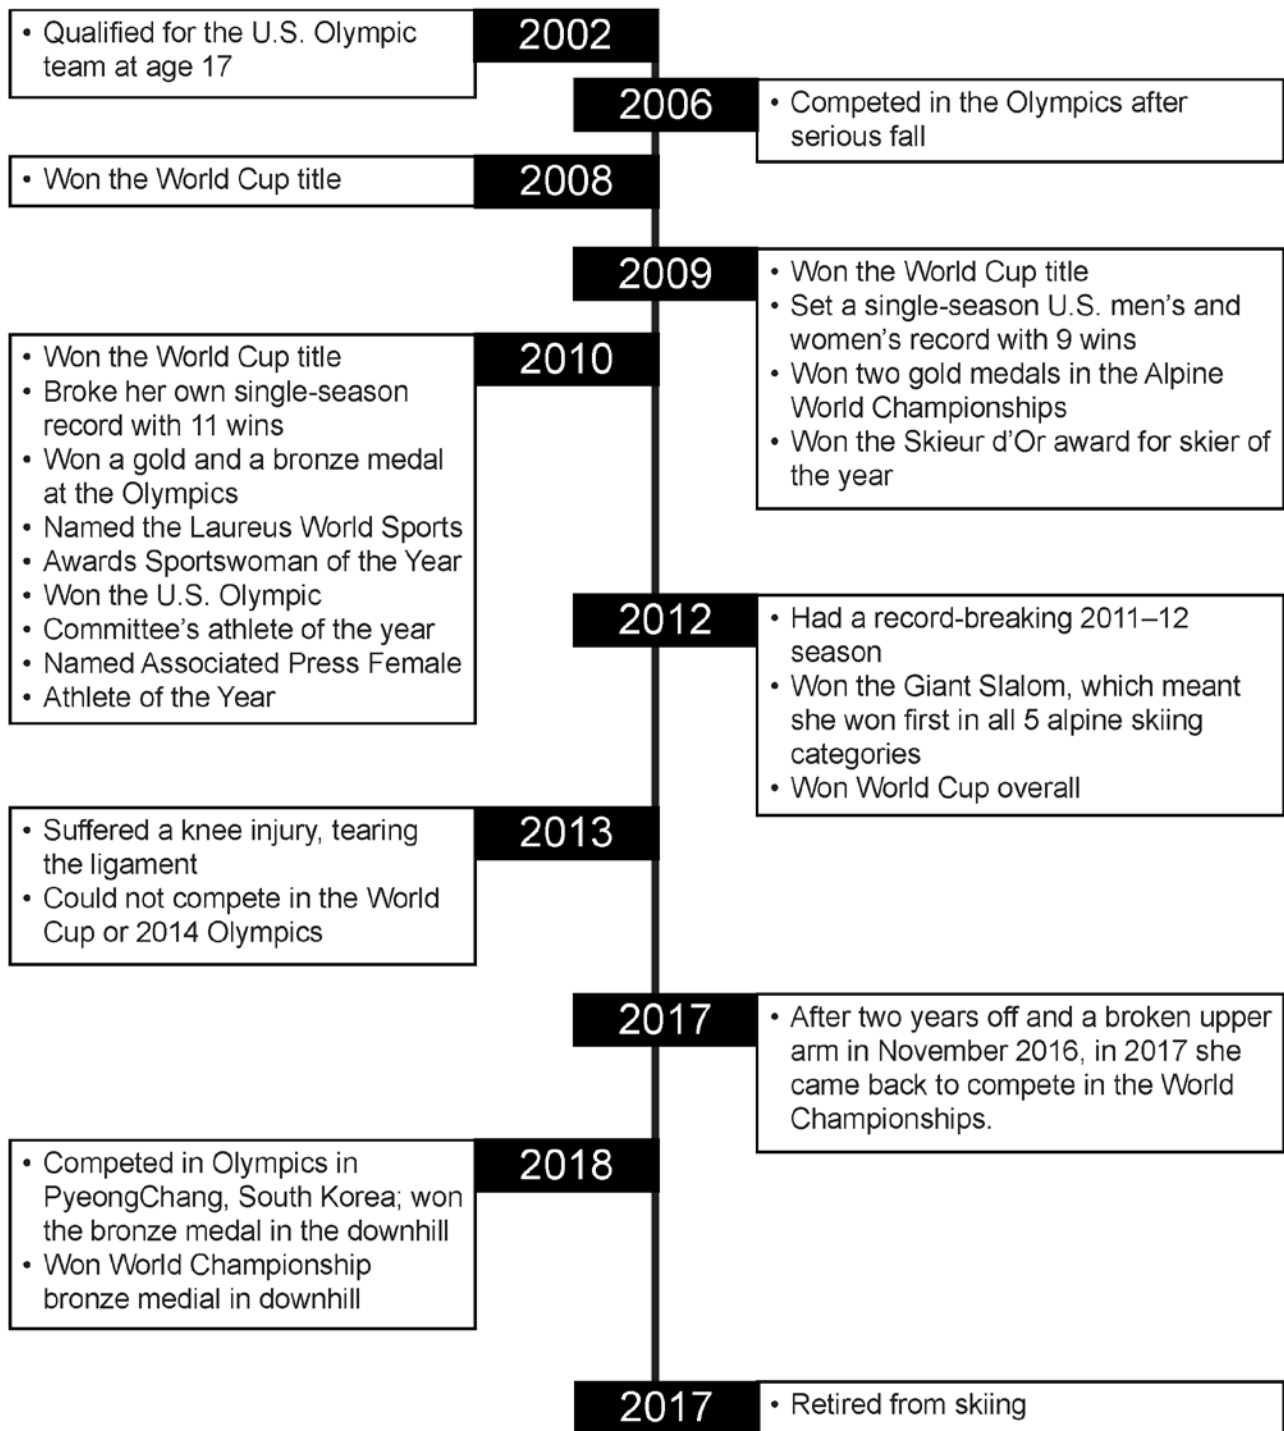 2002
• Qualified for the U.S. Olympic
team at age 17
2006
• Competed in the Olympics after
serious fall
2008
• Won the World Cup title
2009
• Won the World Cup title
• Set a single-season U.S. men’s and
women’s record with 9 wins
• Won two gold medals in the Alpine
World Championships
• Won the Skieur d’Or award for skier of
the year
2010
• Won the World Cup title
• Broke her own single-season
record with 11 wins
• Won a gold and a bronze medal
at the Olympics
• Named the Laureus World Sports
• Awards Sportswoman of the Year
• Won the U.S. Olympic
• Committee’s athlete of the year
• Named Associated Press Female
• Athlete of the Year
2012
• Had a record-breaking 2011–12
season
• Won the Giant Slalom, which meant
she won first in all 5 alpine skiing
categories
• Won World Cup overall
2013
• Suffered a knee injury, tearing
the ligament
• Could not compete in the World
Cup or 2014 Olympics
2017
• After two years off and a broken upper
arm in November 2016, in 2017 she
came back to compete in the World
Championships.
2018
• Competed in Olympics in
PyeongChang, South Korea; won
the bronze medal in the downhill
• Won World Championship
bronze medial in downhill
2017
• Retired from skiing